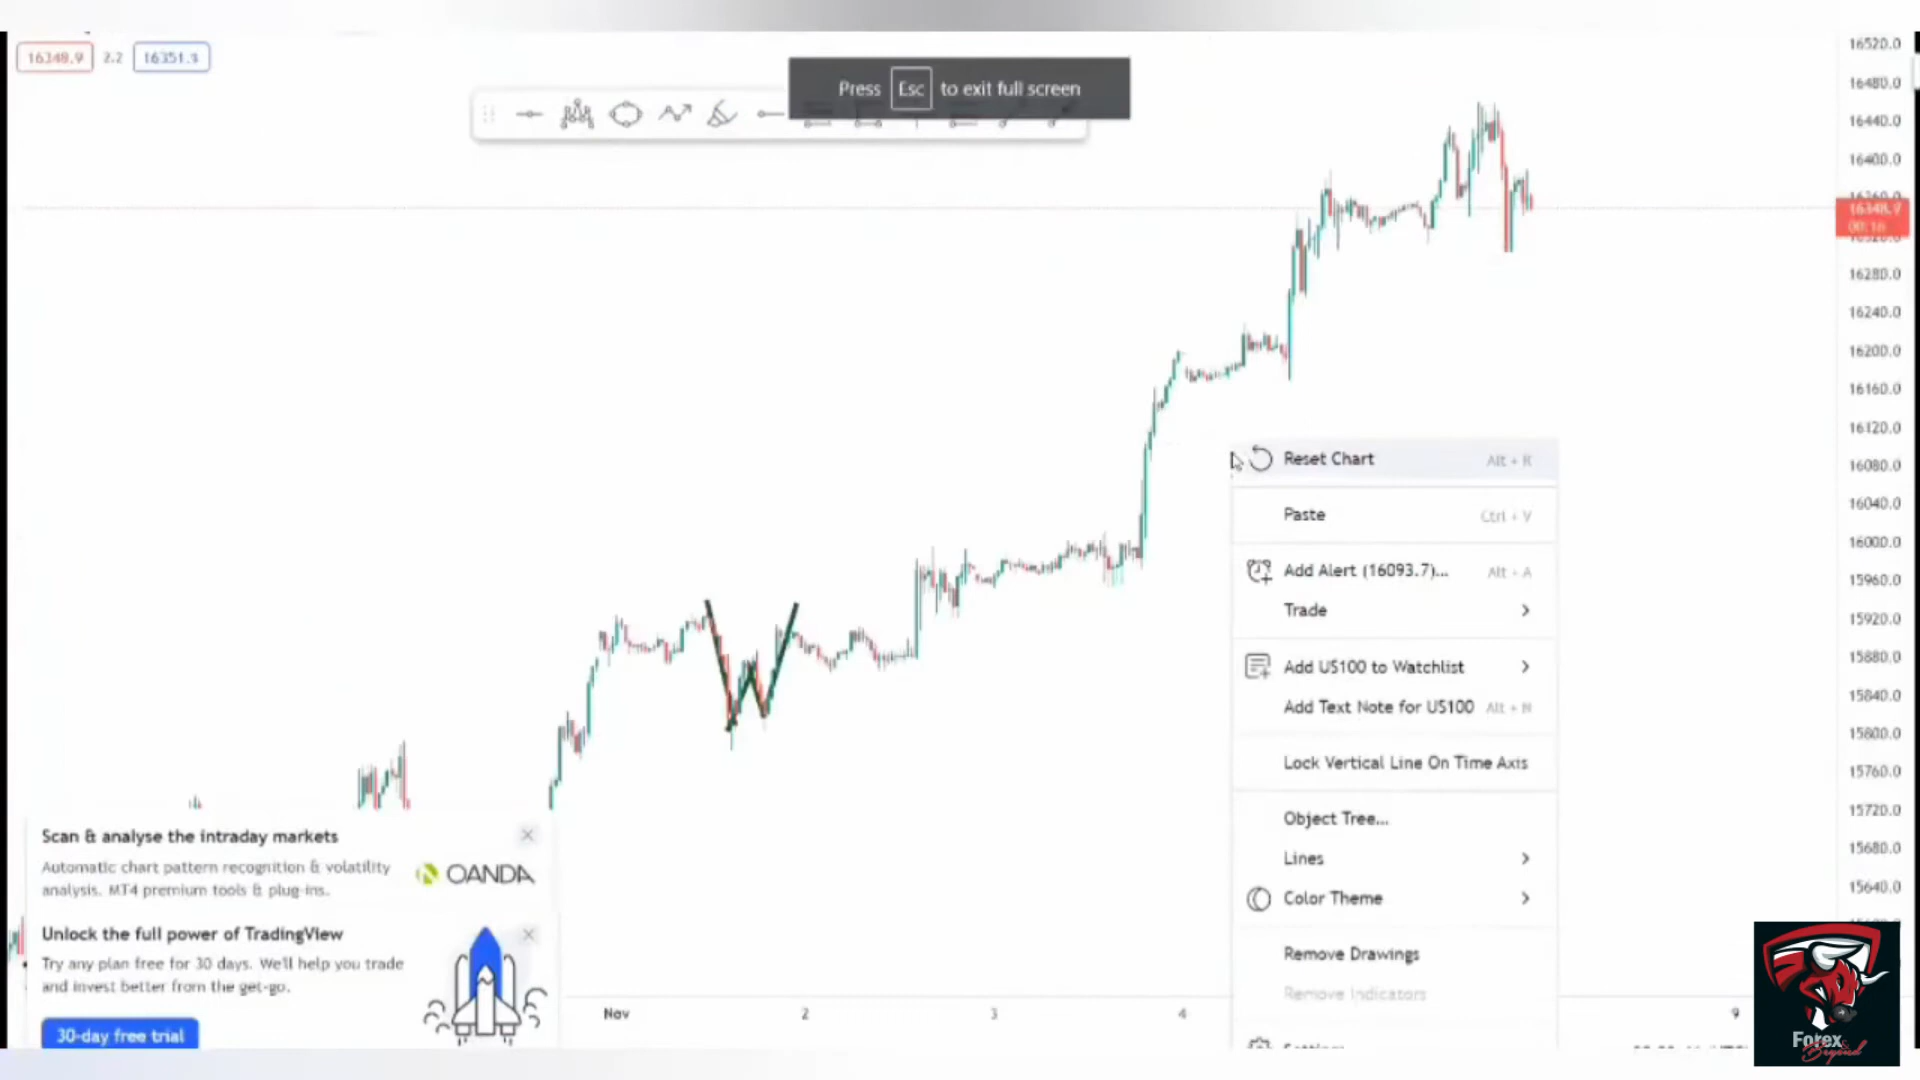 16348.9 2.2 16351.1
Press Esc to exit full screen
16520.0
16480.0
16440.0
16400.0
16348.7
00:16
16280.0
16240.0
16200.0
16160.0
16120.0
16080.0
16040.0
16000.0
15960.0
15920.0
15880.0
15840.0
15800.0
15760.0
15720.0
15680.0
15640.0
Reset Chart Alt + R
Paste Ctrl + V
Add Alert (16093.7)... Alt + A
Trade
Add US100 to Watchlist
Add Text Note for US100 Alt + N
Lock Vertical Line On Time Axis
Object Tree...
Lines
Color Theme
Remove Drawings
Remove Indicators
Scan & analyse the intraday markets
Automatic chart pattern recognition & volatility
analysis. MT4 premium tools & plug-ins.
OANDA
Unlock the full power of TradingView
Try any plan free for 30 days. We'll help you trade
and invest better from the get-go.
30-day free trial
Nov 2 3 4 9
Forex
Beyond